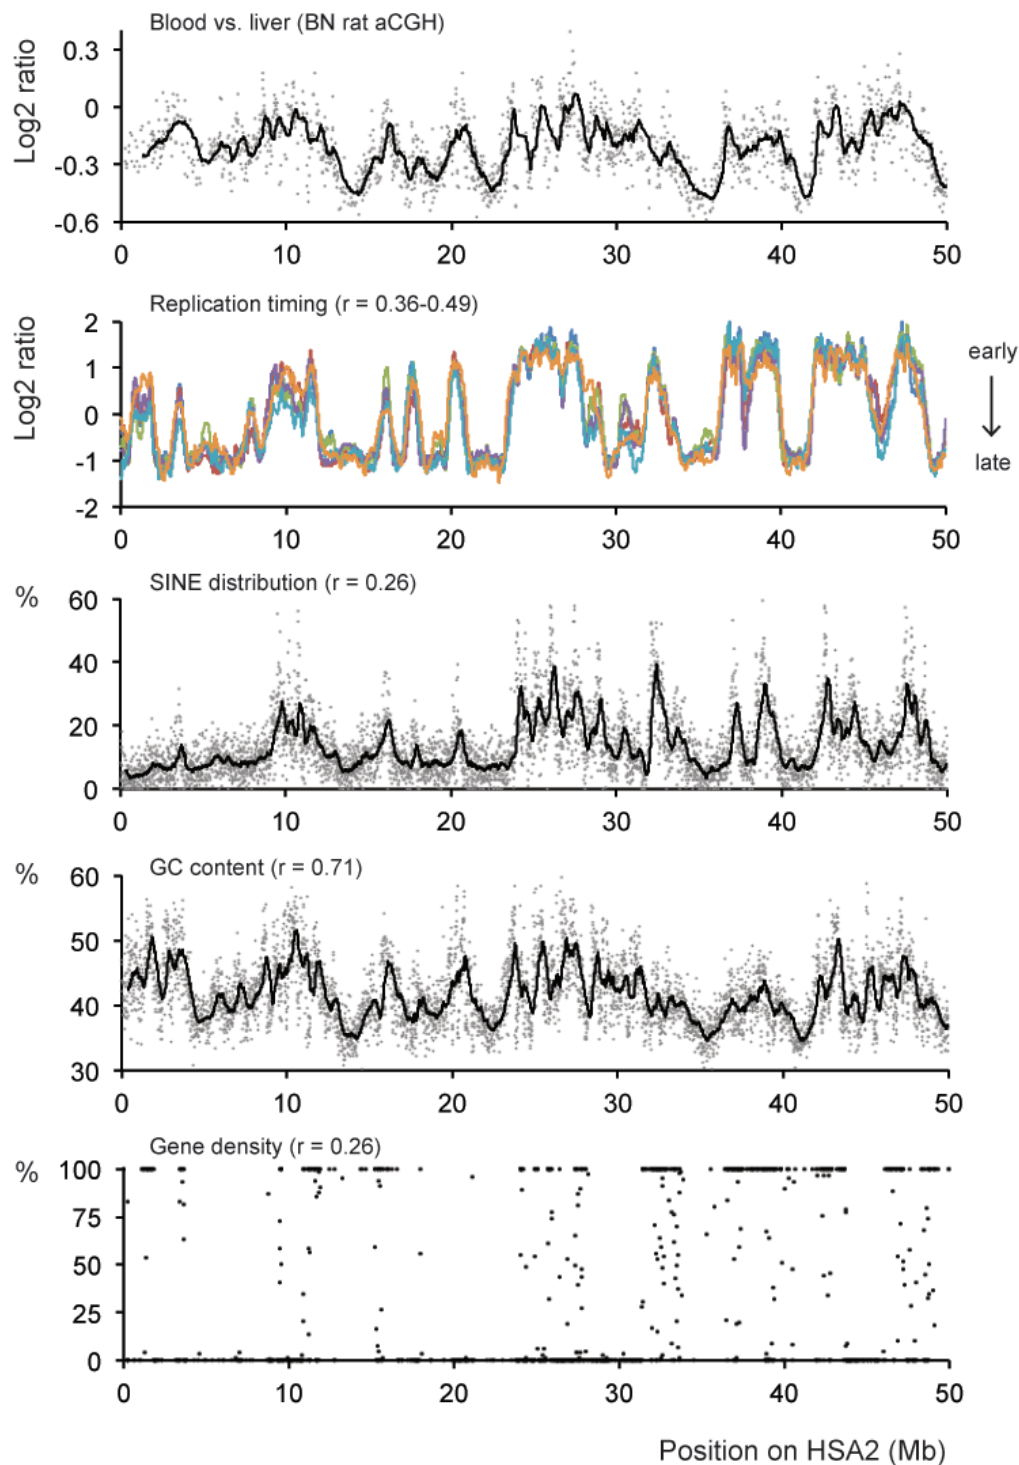 Blood vs. liver (BN rat aCGH)
Log2 ratio
0.3
0
-0.3
-0.6
0 10 20 30 40 50
Replication timing (r = 0.36-0.49)
Log2 ratio
2
1
0
-1
-2
early
late
0 10 20 30 40 50
SINE distribution (r = 0.26)
%
60
40
20
0
0 10 20 30 40 50
GC content (r = 0.71)
%
60
50
40
30
0 10 20 30 40 50
Gene density (r = 0.26)
%
100
75
50
25
0
0 10 20 30 40 50
Position on HSA2 (Mb)